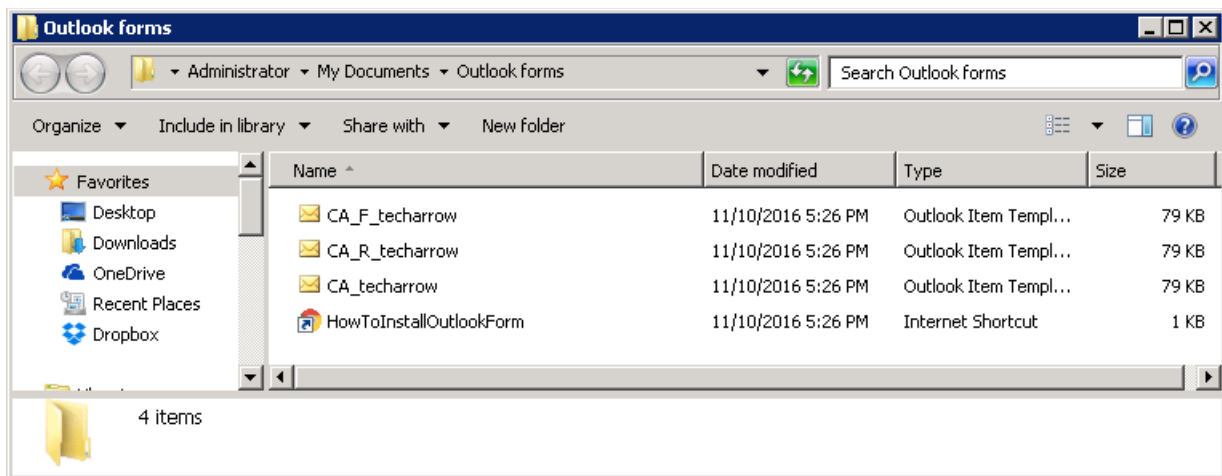 Outlook forms
Administrator My Documents Outlook forms Search Outlook forms
Organize Include in library Share with New folder
Name Date modified Type Size
Favorites
Desktop
Downloads
OneDrive
Recent Places
Dropbox
CA_F_techarrow 11/10/2016 5:26 PM Outlook Item Templ... 79 KB
CA_R_techarrow 11/10/2016 5:26 PM Outlook Item Templ... 79 KB
CA_techarrow 11/10/2016 5:26 PM Outlook Item Templ... 79 KB
HowToInstallOutlookForm 11/10/2016 5:26 PM Internet Shortcut 1 KB
4 items